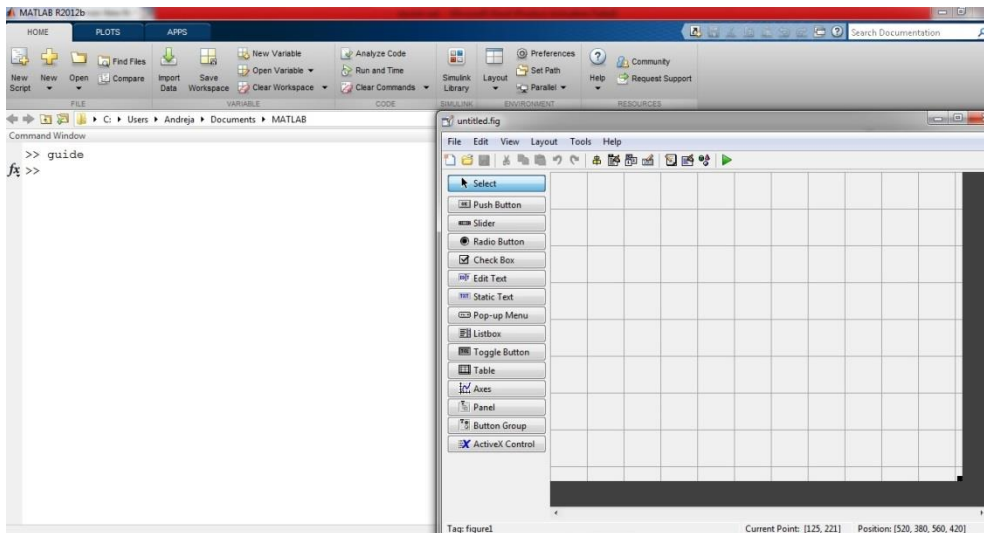 MATLAB R2012b
HOME PLOTS APPS
Search Documentation
New Script
New
Open
Find Files
Compare
Import Data
Save Workspace
New Variable
Open Variable
Clear Workspace
Analyze Code
Run and Time
Clear Commands
Simulink Library
Layout
Preferences
Set Path
Parallel
Help
Community
Request Support
FILE VARIABLE CODE SIMULINK ENVIRONMENT RESOURCES
C: Users Andreja Documents MATLAB
Command Window
>> guide
fx >>
untitled.fig
File Edit View Layout Tools Help
Select
Push Button
Slider
Radio Button
Check Box
Edit Text
Static Text
Pop-up Menu
Listbox
Toggle Button
Table
Axes
Panel
Button Group
ActiveX Control
Tag: figure1 Current Point: [125, 221] Position: [520, 380, 560, 420]